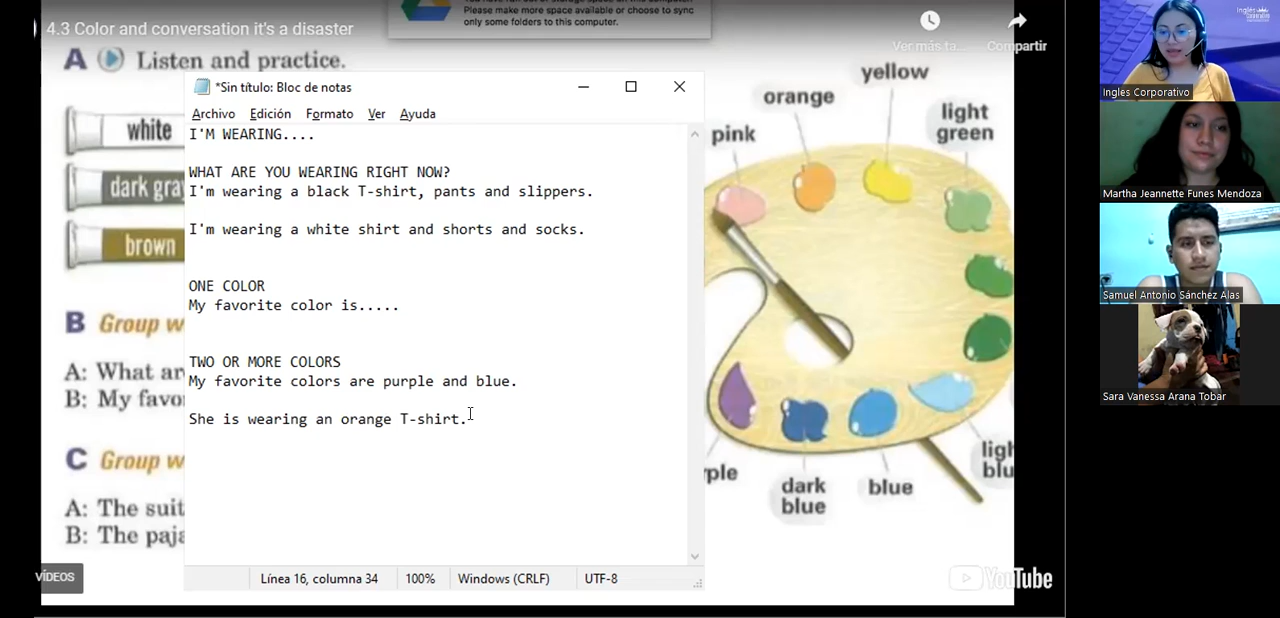 4.3 Color and conversation it's a disaster
Please make more space available or choose to sync
only some folders to this computer.
Ver más ta...
Compartir
A Listen and practice.
white
dark gra
brown
B Group w
A: What ar
B: My favo
C Group w
A: The suit
B: The paja
VÍDEOS
*Sin título: Bloc de notas
Archivo Edición Formato Ver Ayuda
I'M WEARING....
WHAT ARE YOU WEARING RIGHT NOW?
I'm wearing a black T-shirt, pants and slippers.
I'm wearing a white shirt and shorts and socks.
ONE COLOR
My favorite color is.....
TWO OR MORE COLORS
My favorite colors are purple and blue.
She is wearing an orange T-shirt.
Línea 16, columna 34 100% Windows (CRLF) UTF-8
pink
orange
yellow
light
green
ple
dark
blue
blue
ligh
blu
YouTube
Ingles Corporativo
Martha Jeannette Funes Mendoza
Samuel Antonio Sánchez Alas
Sara Vanessa Arana Tobar